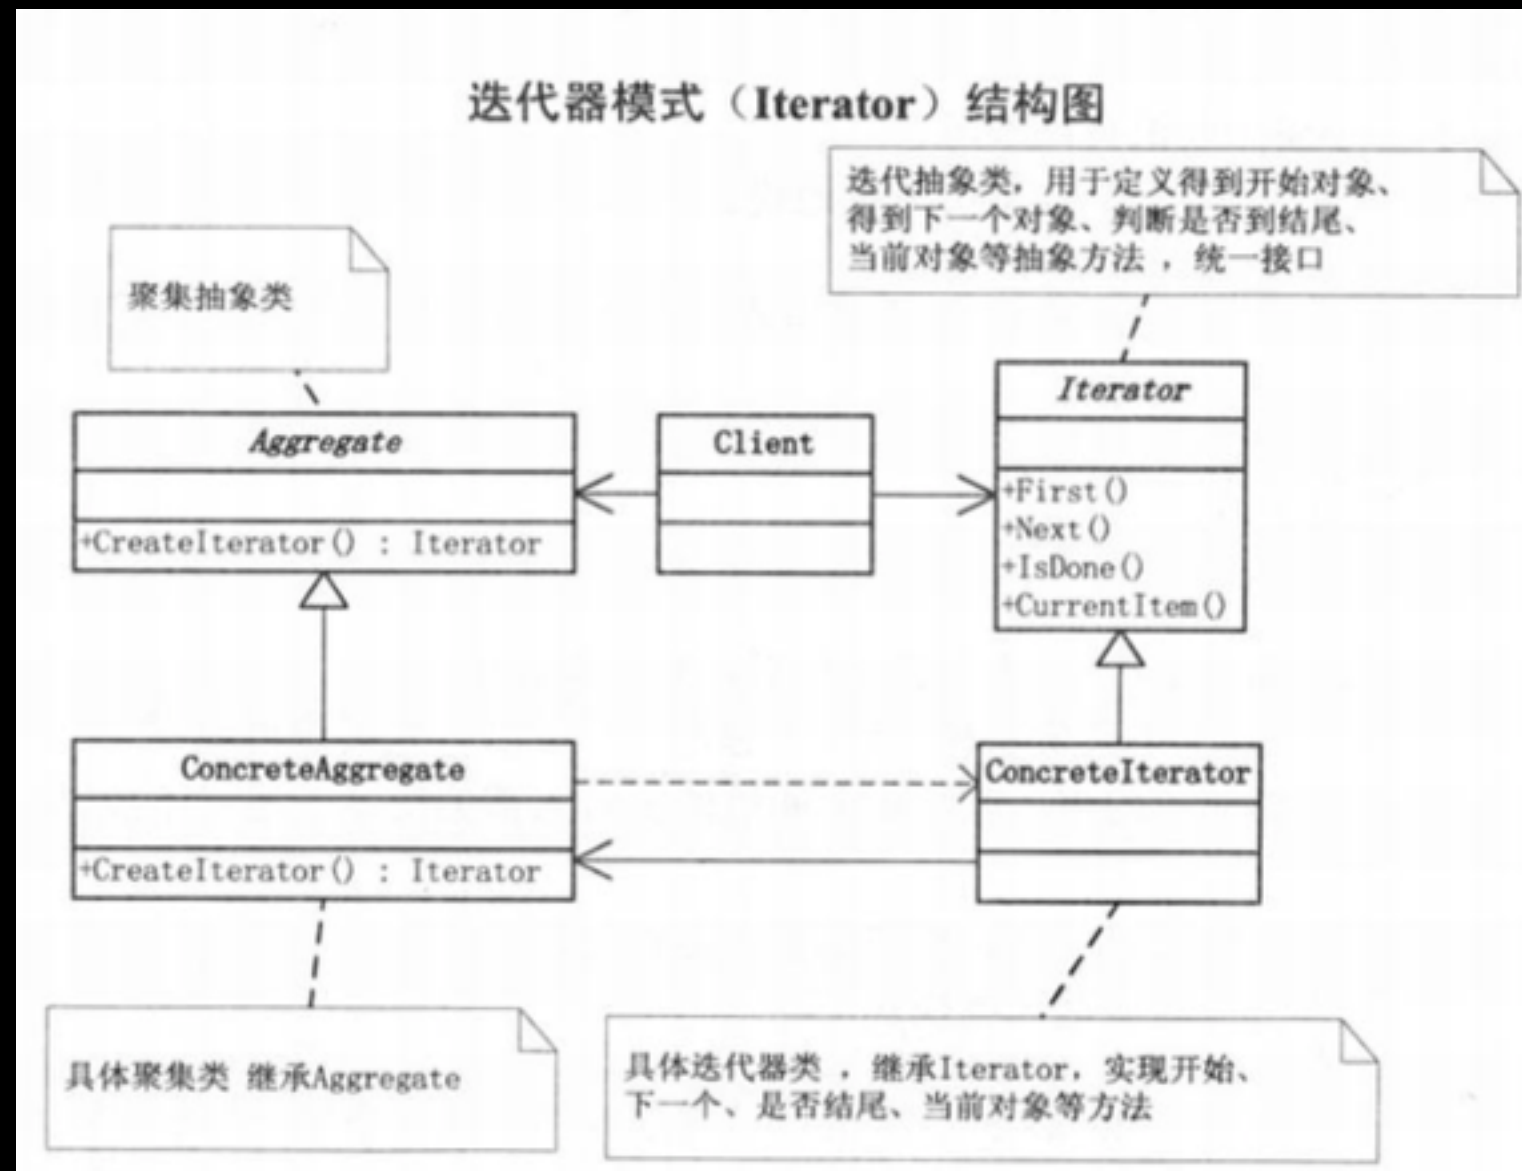 迭代器模式（Iterator）结构图
迭代抽象类，用于定义得到开始对象、
得到下一个对象、判断是否到结尾、
当前对象等抽象方法 ，统一接口
聚集抽象类
Aggregate
+CreateIterator() : Iterator
Client
Iterator
+First()
+Next()
+IsDone()
+CurrentItem()
ConcreteAggregate
+CreateIterator() : Iterator
ConcreteIterator
具体聚集类 继承Aggregate
具体迭代器类 ，继承Iterator，实现开始、
下一个、是否结尾、当前对象等方法